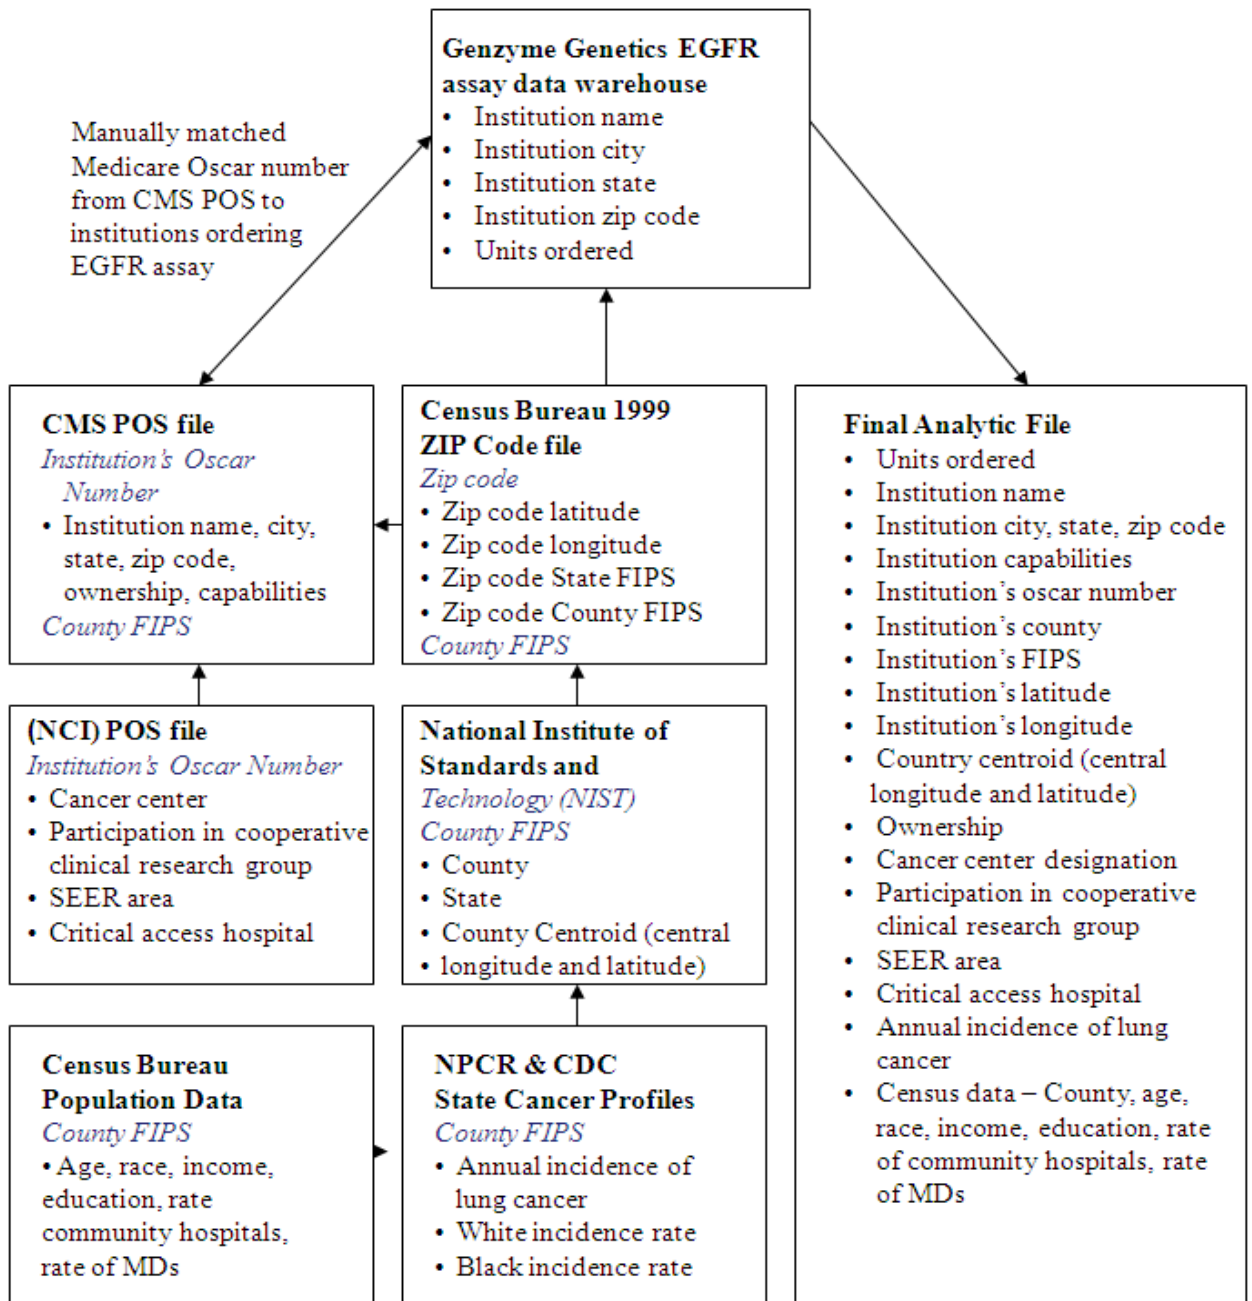 Genzyme Genetics EGFR
assay data warehouse
• Institution name
• Institution city
• Institution state
• Institution zip code
• Units ordered
Manually matched
Medicare Oscar number
from CMS POS to
institutions ordering
EGFR assay
CMS POS file
Institution's Oscar
Number
• Institution name, city,
state, zip code,
ownership, capabilities
County FIPS
Census Bureau 1999
ZIP Code file
Zip code
• Zip code latitude
• Zip code longitude
• Zip code State FIPS
• Zip code County FIPS
County FIPS
(NCI) POS file
Institution's Oscar Number
• Cancer center
• Participation in cooperative
clinical research group
• SEER area
• Critical access hospital
National Institute of
Standards and
Technology (NIST)
County FIPS
• County
• State
• County Centroid (central
• longitude and latitude)
Census Bureau
Population Data
County FIPS
• Age, race, income,
education, rate
community hospitals,
rate of MDs
NPCR & CDC
State Cancer Profiles
County FIPS
• Annual incidence of
lung cancer
• White incidence rate
• Black incidence rate
Final Analytic File
• Units ordered
• Institution name
• Institution city, state, zip code
• Institution capabilities
• Institution's oscar number
• Institution's county
• Institution's FIPS
• Institution's latitude
• Institution's longitude
• Country centroid (central
longitude and latitude)
• Ownership
• Cancer center designation
• Participation in cooperative
clinical research group
• SEER area
• Critical access hospital
• Annual incidence of lung
cancer
• Census data – County, age,
race, income, education, rate
of community hospitals, rate
of MDs